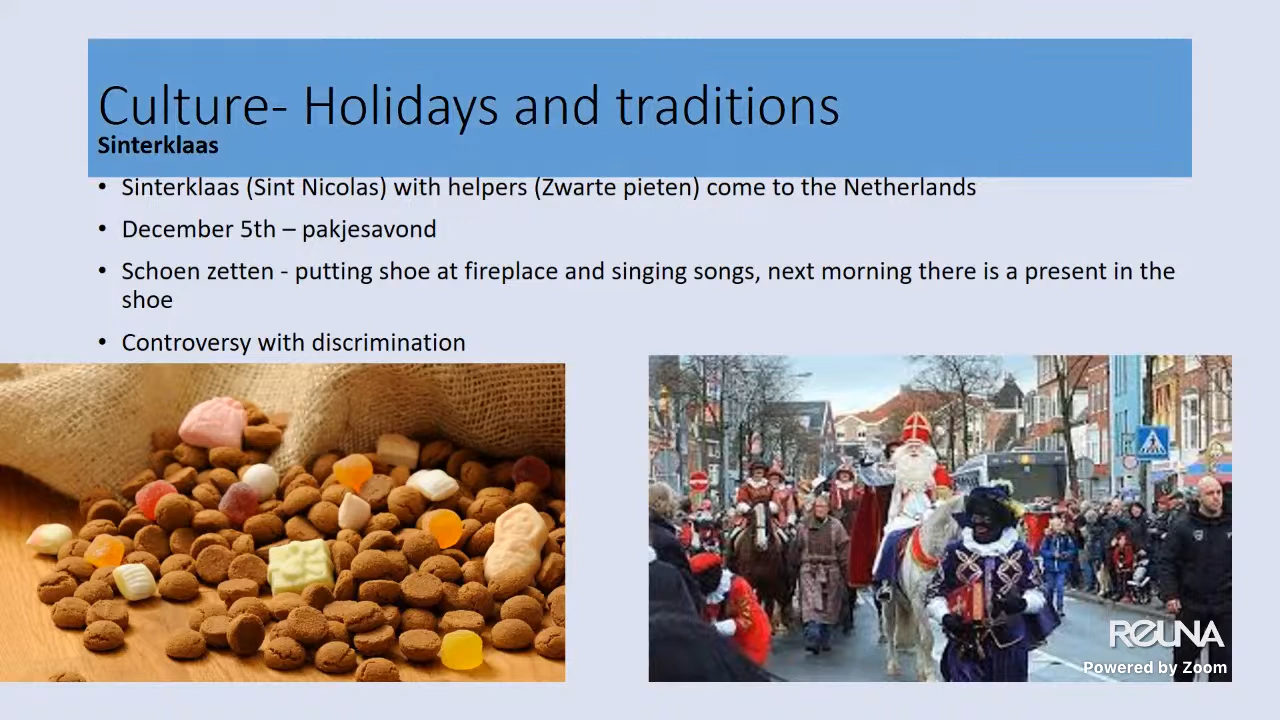 Culture- Holidays and traditions
Sinterklaas
• Sinterklaas (Sint Nicolas) with helpers (Zwarte pieten) come to the Netherlands
• December 5th – pakjesavond
• Schoen zetten - putting shoe at fireplace and singing songs, next morning there is a present in the
shoe
• Controversy with discrimination
REUNA
Powered by Zoom